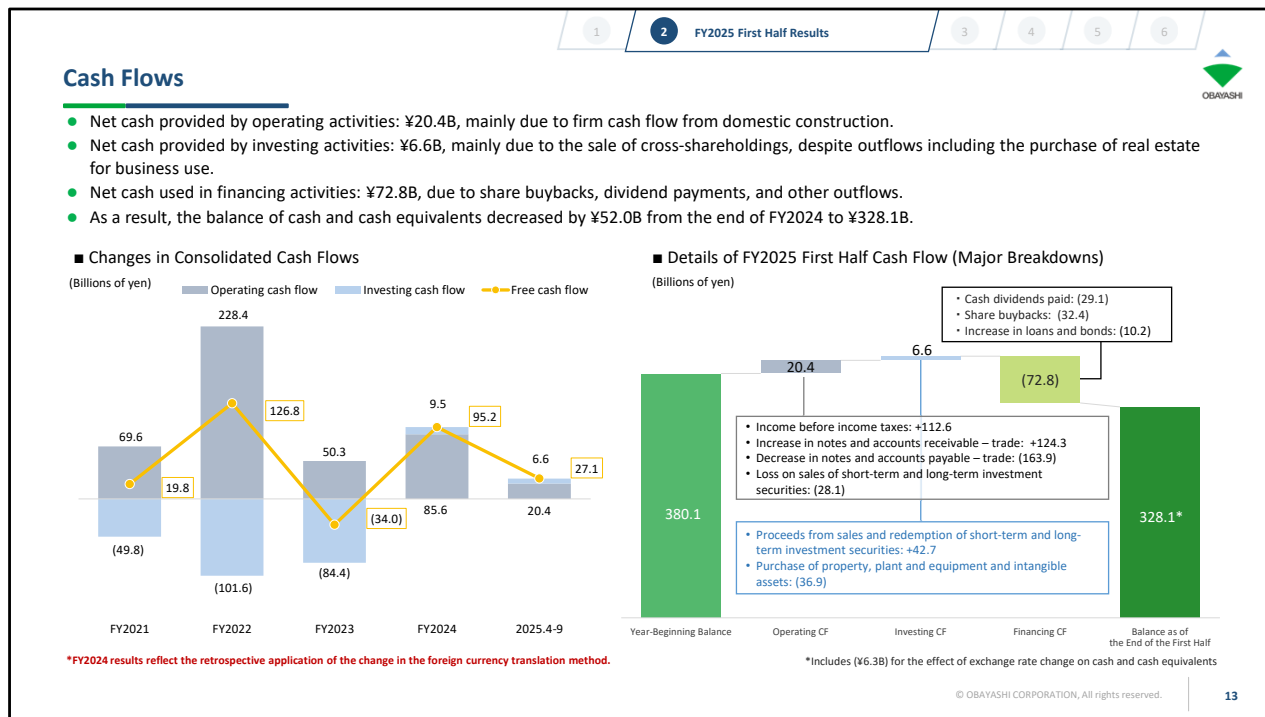 1
2
FY2025 First Half Results
3
4
5
6
OBAYASHI
Cash Flows
● Net cash provided by operating activities: ¥20.4B, mainly due to firm cash flow from domestic construction.
● Net cash provided by investing activities: ¥6.6B, mainly due to the sale of cross-shareholdings, despite outflows including the purchase of real estate
for business use.
● Net cash used in financing activities: ¥72.8B, due to share buybacks, dividend payments, and other outflows.
● As a result, the balance of cash and cash equivalents decreased by ¥52.0B from the end of FY2024 to ¥328.1B.
■ Changes in Consolidated Cash Flows
(Billions of yen)
Operating cash flow
Investing cash flow
Free cash flow
228.4
126.8
69.6
19.8
50.3
9.5
95.2
6.6
27.1
(34.0)
85.6
20.4
(49.8)
(101.6)
(84.4)
FY2021
FY2022
FY2023
FY2024
2025.4-9
*FY2024 results reflect the retrospective application of the change in the foreign currency translation method.
■ Details of FY2025 First Half Cash Flow (Major Breakdowns)
(Billions of yen)
・Cash dividends paid: (29.1)
・Share buybacks: (32.4)
・Increase in loans and bonds: (10.2)
20.4
6.6
(72.8)
• Income before income taxes: +112.6
• Increase in notes and accounts receivable – trade: +124.3
• Decrease in notes and accounts payable – trade: (163.9)
• Loss on sales of short-term and long-term investment
securities: (28.1)
380.1
328.1*
• Proceeds from sales and redemption of short-term and long-
term investment securities: +42.7
• Purchase of property, plant and equipment and intangible
assets: (36.9)
Year-Beginning Balance
Operating CF
Investing CF
Financing CF
Balance as of
the End of the First Half
*Includes (¥6.3B) for the effect of exchange rate change on cash and cash equivalents
© OBAYASHI CORPORATION, All rights reserved.
13